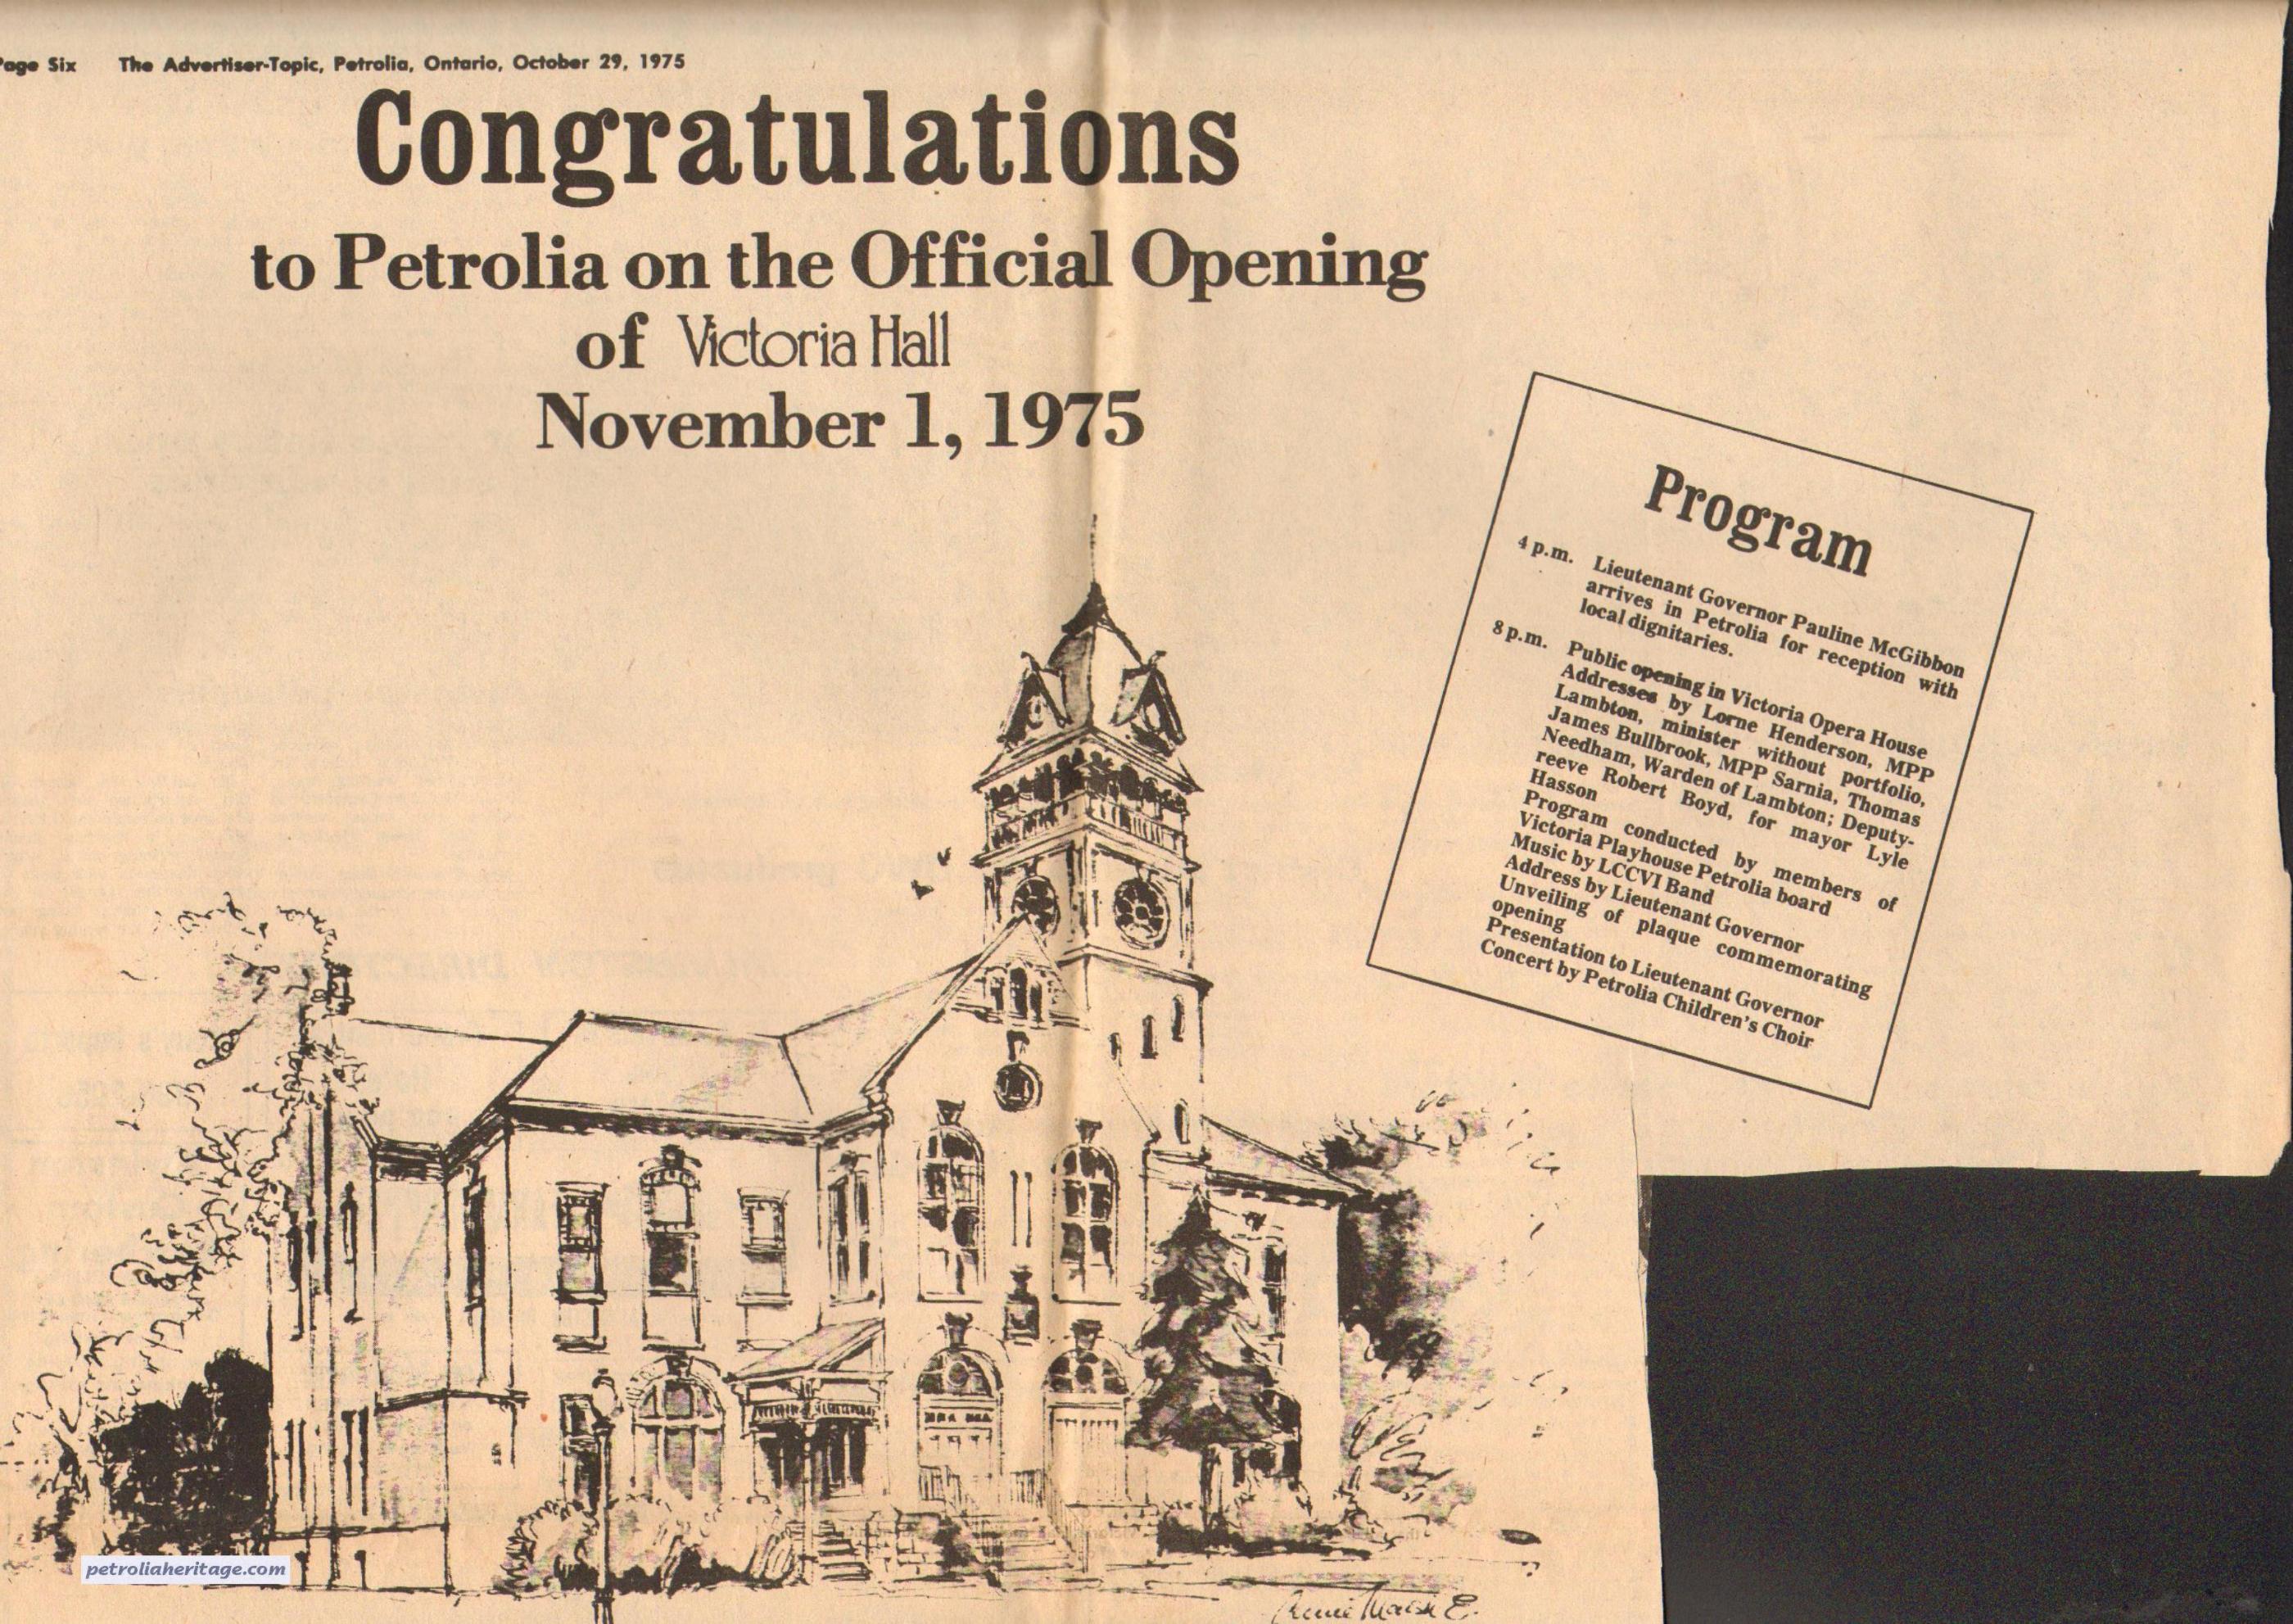 Page Six The Advertiser-Topic, Petrolia, Ontario, October 29, 1975
Congratulations
to Petrolia on the Official Opening
of Victoria Hall
November 1, 1975
Program
4 p.m. Lieutenant Governor Pauline McGibbon
arrives in Petrolia for reception with
local dignitaries.
8 p.m. Public opening in Victoria Opera House
Addresses by Lorne Henderson, MPP
Lambton, minister without portfolio,
James Bullbrook, MPP Sarnia, Thomas
Needham, Warden of Lambton; Deputy-
reeve Robert Boyd, for mayor Lyle
Hasson
Program conducted by members of
Victoria Playhouse Petrolia board
Music by LCCVI Band
Address by Lieutenant Governor
Unveiling of plaque commemorating
opening
Presentation to Lieutenant Governor
Concert by Petrolia Children's Choir
petroliaheritage.com